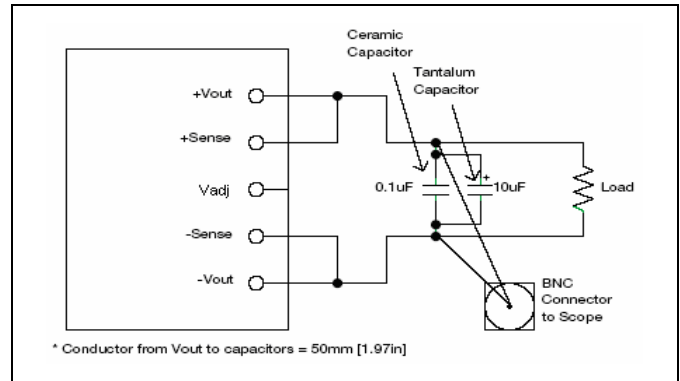 Ceramic
Capacitor
Tantalum
Capacitor
+Vout
+Sense
Vadj
-Sense
-Vout
0.1uF
+
10uF
Load
BNC
Connector
to Scope
* Conductor from Vout to capacitors = 50mm [1.97in]